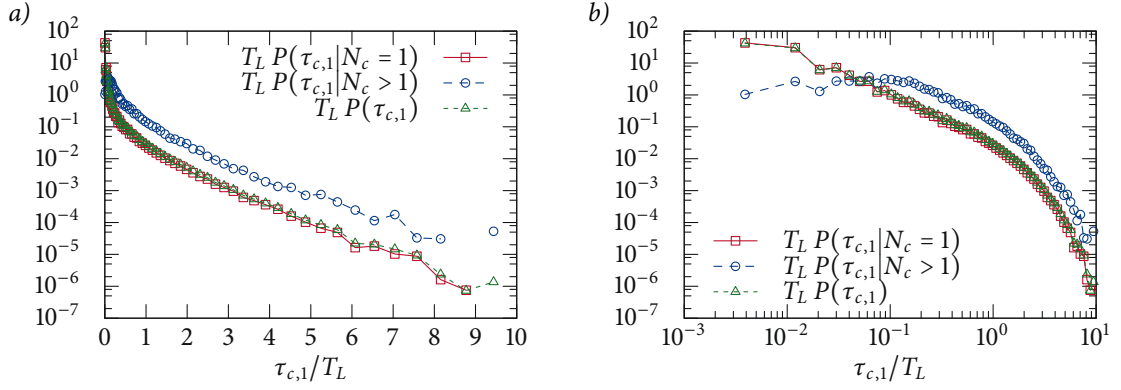 a)
10^2
10^1
10^0
10^-1
10^-2
10^-3
10^-4
10^-5
10^-6
10^-7
T_L P(τ_c,1|N_c = 1)
T_L P(τ_c,1|N_c > 1)
T_L P(τ_c,1)
0 1 2 3 4 5 6 7 8 9 10
τ_c,1/T_L
b)
10^2
10^1
10^0
10^-1
10^-2
10^-3
10^-4
10^-5
10^-6
10^-7
T_L P(τ_c,1|N_c = 1)
T_L P(τ_c,1|N_c > 1)
T_L P(τ_c,1)
10^-3 10^-2 10^-1 10^0 10^1
τ_c,1/T_L